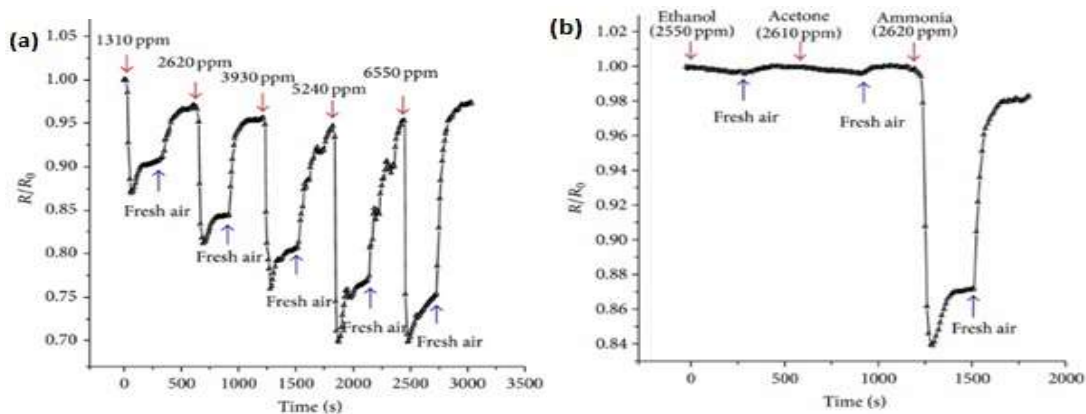 (a)
1.05
1.00
0.95
0.90
0.85
0.80
0.75
0.70
R/R0
1310 ppm
2620 ppm
3930 ppm
5240 ppm
6550 ppm
Fresh air
Fresh air
Fresh air
Fresh air
Fresh air
0
500
1000
1500
2000
2500
3000
3500
Time (s)
(b)
1.02
1.00
0.98
0.96
0.94
0.92
0.90
0.88
0.86
0.84
R/R0
Ethanol
(2550 ppm)
Acetone
(2610 ppm)
Ammonia
(2620 ppm)
Fresh air
Fresh air
Fresh air
0
500
1000
1500
2000
Time (s)